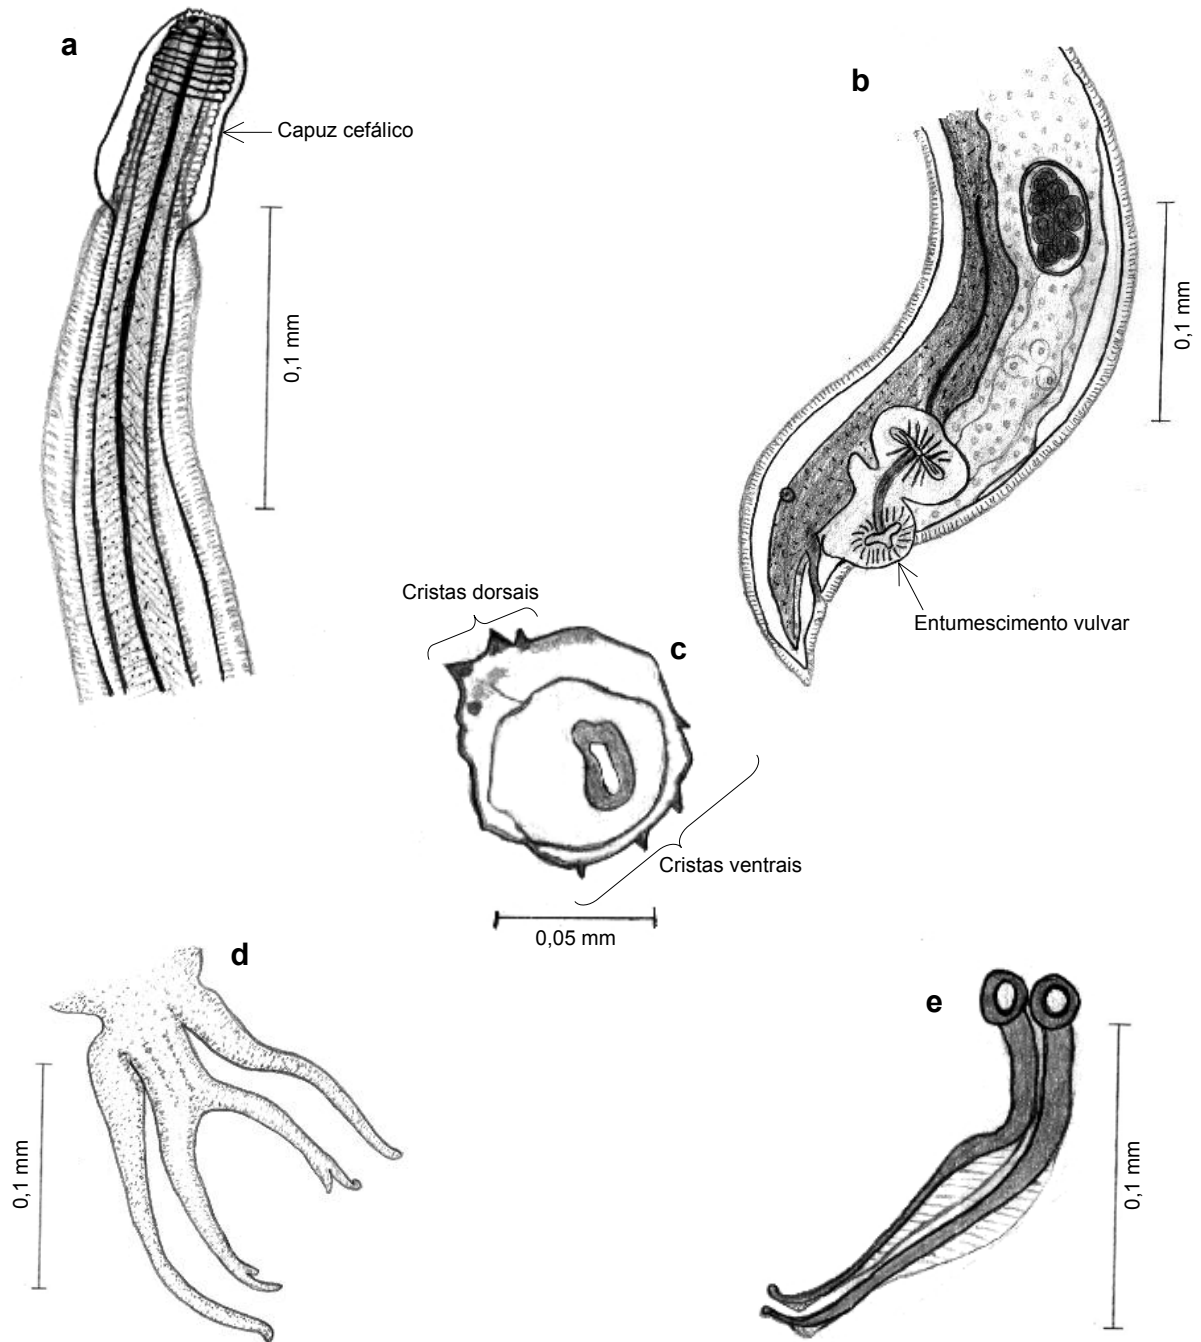 a
Capuz cefálico
0,1 mm
b
0,1 mm
Entumescimento vulvar
Cristas dorsais
c
Cristas ventrais
0,05 mm
d
0,1 mm
e
0,1 mm